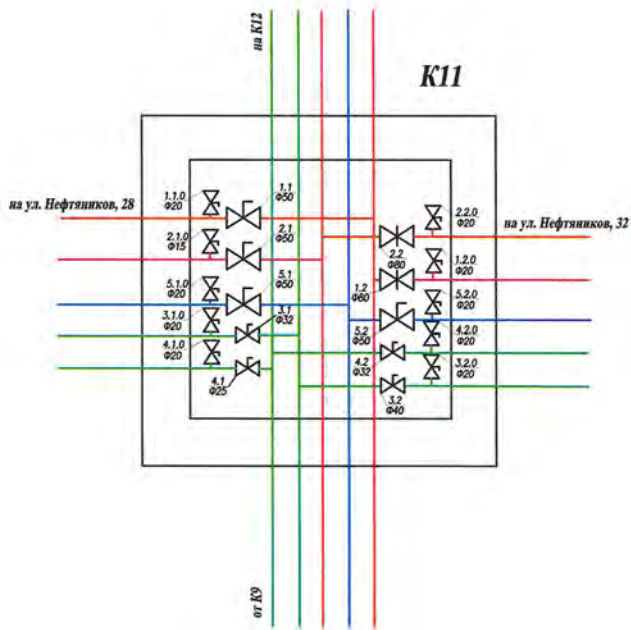 на К12
К11
1.1.0
Ф20
1.1
Ф50
на ул. Нефтяников, 28
2.1.0
Ф15
2.1
Ф50
5.1.0
Ф20
5.1
Ф50
3.1.0
Ф20
3.1
Ф32
4.1.0
Ф20
4.1
Ф25
2.2.0
Ф20
на ул. Нефтяников, 32
2.2
Ф80
1.2.0
Ф20
1.2
Ф80
5.2.0
Ф20
5.2
Ф50
4.2.0
Ф20
4.2
Ф32
3.2.0
Ф20
3.2
Ф40
от К9